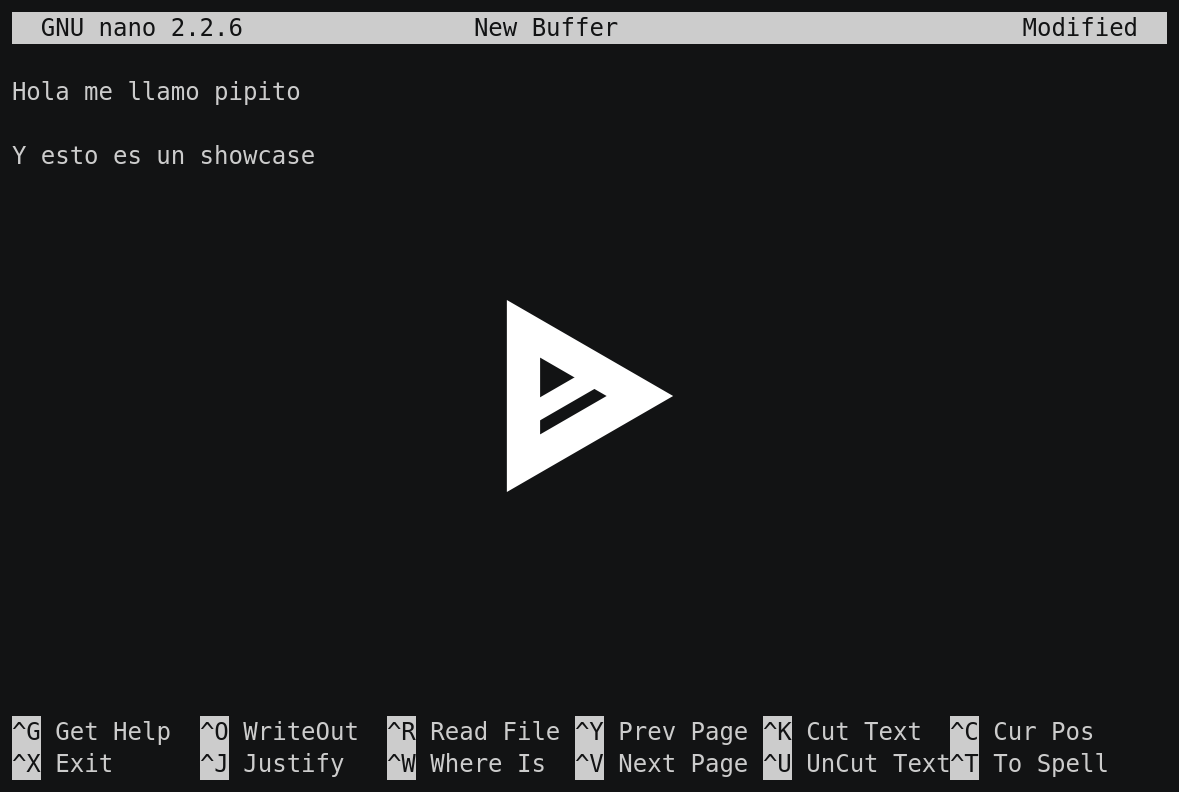 GNU nano 2.2.6 New Buffer Modified
Hola me llamo pipito
Y esto es un showcase
^G Get Help ^O WriteOut ^R Read File ^Y Prev Page ^K Cut Text ^C Cur Pos
^X Exit ^J Justify ^W Where Is ^V Next Page ^U UnCut Text^T To Spell